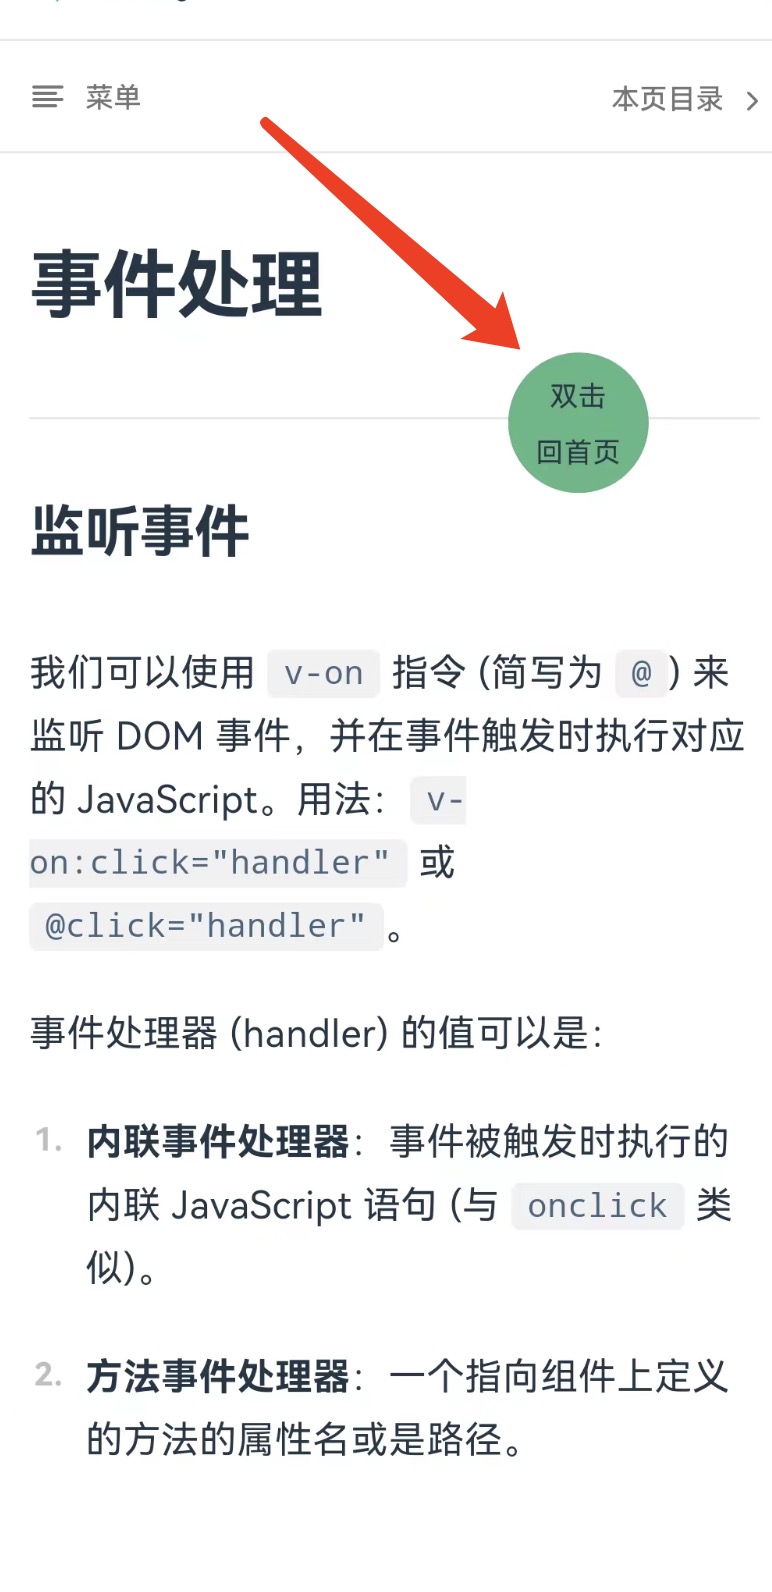 菜单
本页目录
事件处理
双击
回首页
监听事件
我们可以使用 v-on 指令 (简写为 @) 来
监听 DOM 事件，并在事件触发时执行对应
的 JavaScript。用法： v-
on:click="handler" 或
@click="handler"。
事件处理器 (handler) 的值可以是：
1. 内联事件处理器：事件被触发时执行的
内联 JavaScript 语句 (与 onclick 类
似)。
2. 方法事件处理器：一个指向组件上定义
的方法的属性名或是路径。